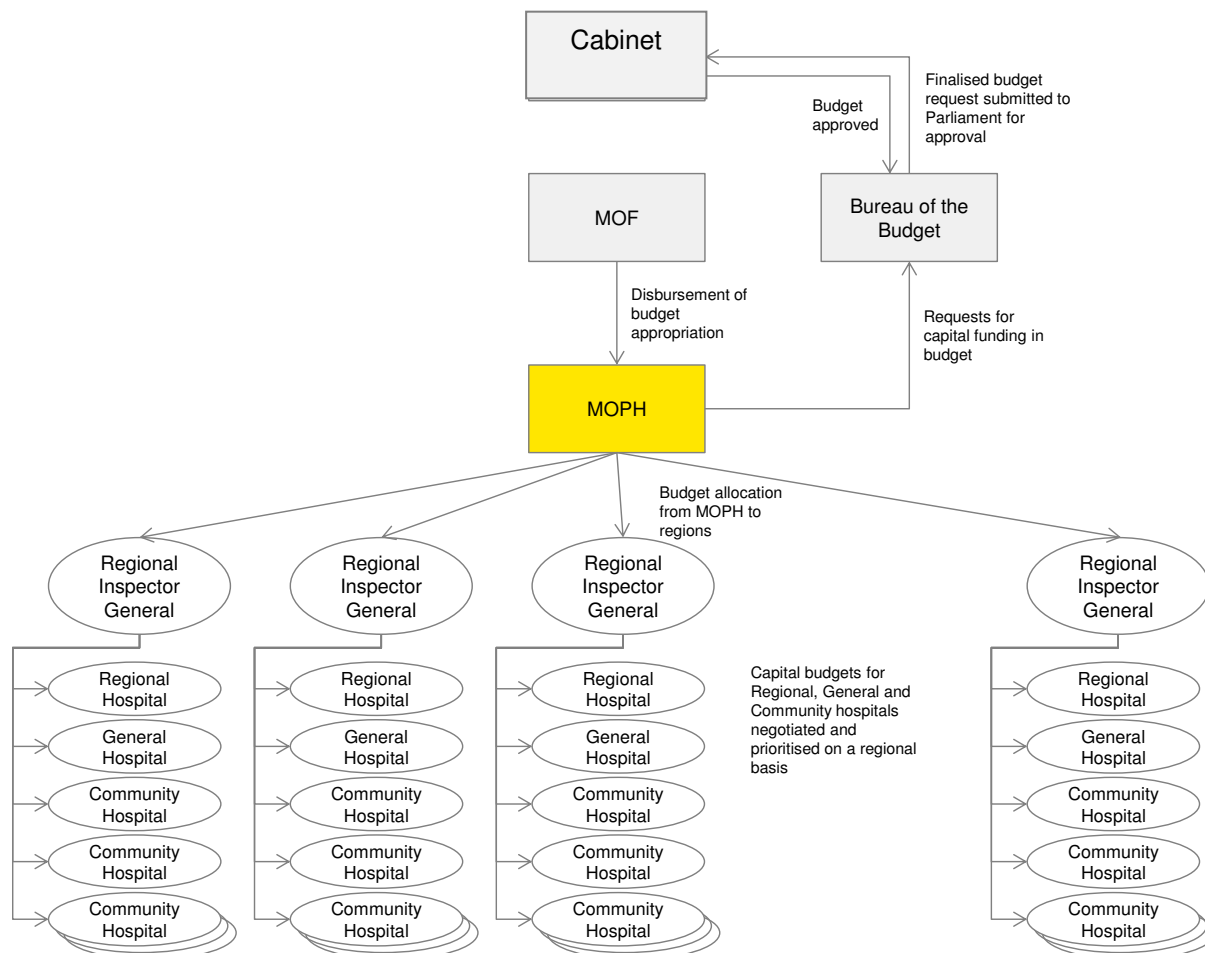 Cabinet
Finalised budget
request submitted to
Parliament for
approval
Budget
approved
MOF
Bureau of the
Budget
Disbursement of
budget
appropriation
Requests for
capital funding in
budget
MOPH
Budget allocation
from MOPH to
regions
Regional
Inspector
General
Regional
Inspector
General
Regional
Inspector
General
Regional
Inspector
General
Regional
Hospital
General
Hospital
Community
Hospital
Community
Hospital
Community
Hospital
Regional
Hospital
General
Hospital
Community
Hospital
Community
Hospital
Community
Hospital
Regional
Hospital
General
Hospital
Community
Hospital
Community
Hospital
Community
Hospital
Capital budgets for
Regional, General and
Community hospitals
negotiated and
prioritised on a regional
basis
Regional
Hospital
General
Hospital
Community
Hospital
Community
Hospital
Community
Hospital